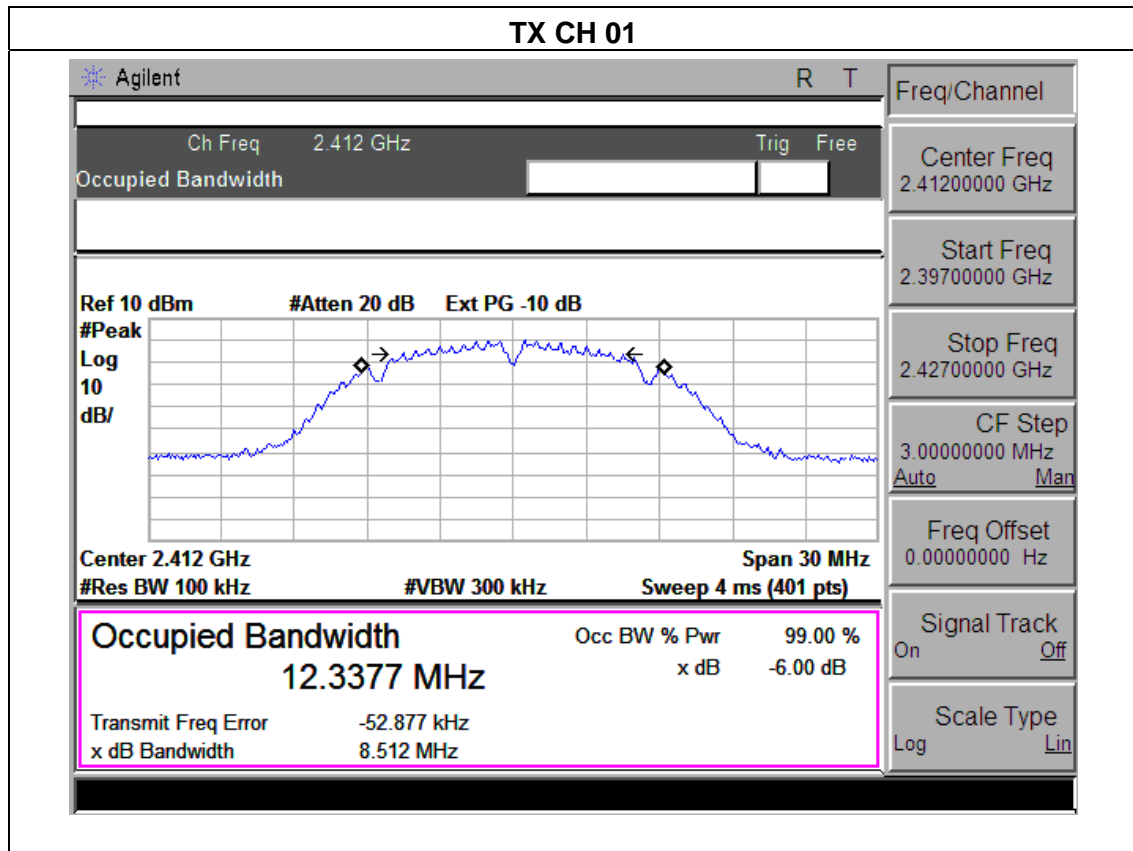 TX CH 01
Agilent R T
Ch Freq 2.412 GHz Trig Free
Occupied Bandwidth
Ref 10 dBm #Atten 20 dB Ext PG -10 dB
#Peak
Log
10
dB/
Center 2.412 GHz Span 30 MHz
#Res BW 100 kHz #VBW 300 kHz Sweep 4 ms (401 pts)
Occupied Bandwidth Occ BW % Pwr 99.00 %
12.3377 MHz x dB -6.00 dB
Transmit Freq Error -52.877 kHz
x dB Bandwidth 8.512 MHz
Freq/Channel
Center Freq
2.41200000 GHz
Start Freq
2.39700000 GHz
Stop Freq
2.42700000 GHz
CF Step
3.00000000 MHz
Auto Man
Freq Offset
0.00000000 Hz
Signal Track
On Off
Scale Type
Log Lin